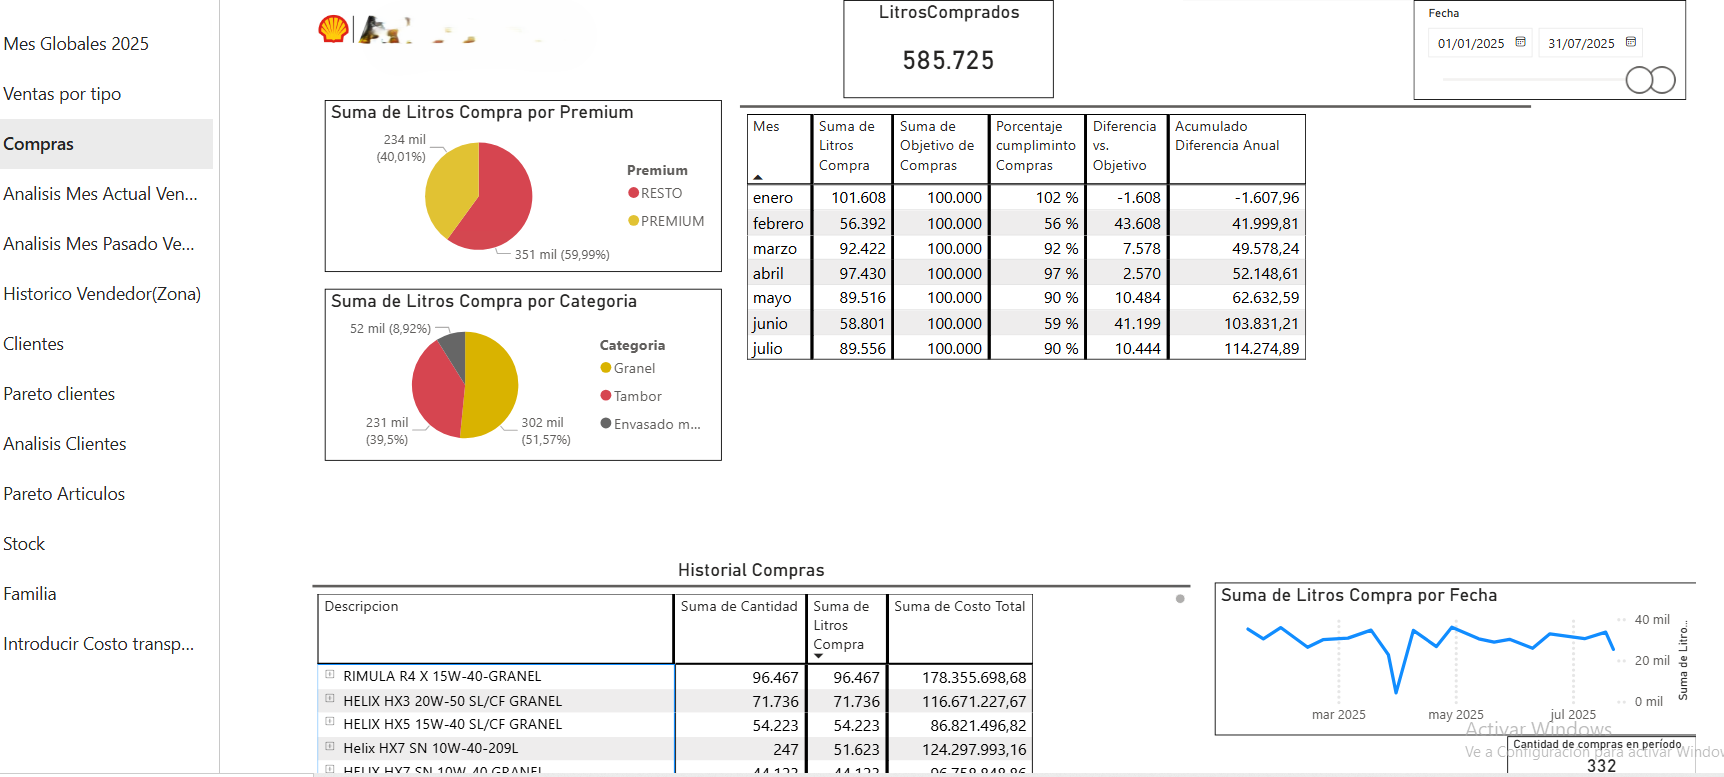 Mes Globales 2025
Ventas por tipo
Compras
Analisis Mes Actual Ven...
Analisis Mes Pasado Ve...
Historico Vendedor(Zona)
Clientes
Pareto clientes
Analisis Clientes
Pareto Articulos
Stock
Familia
Introducir Costo transp...
LitrosComprados
585.725
Fecha
01/01/2025 31/07/2025
Suma de Litros Compra por Premium
234 mil
(40,01%)
351 mil (59,99%)
Premium
RESTO
PREMIUM
Suma de Litros Compra por Categoria
52 mil (8,92%)
231 mil
(39,5%)
302 mil
(51,57%)
Categoria
Granel
Tambor
Envasado m...
Mes Suma de Litros Compra Suma de Objetivo de Compras Porcentaje cumpliminto Compras Diferencia vs. Objetivo Acumulado Diferencia Anual
enero 101.608 100.000 102 % -1.608 -1.607,96
febrero 56.392 100.000 56 % 43.608 41.999,81
marzo 92.422 100.000 92 % 7.578 49.578,24
abril 97.430 100.000 97 % 2.570 52.148,61
mayo 89.516 100.000 90 % 10.484 62.632,59
junio 58.801 100.000 59 % 41.199 103.831,21
julio 89.556 100.000 90 % 10.444 114.274,89
Historial Compras
Descripcion Suma de Cantidad Suma de Litros Compra Suma de Costo Total
RIMULA R4 X 15W-40-GRANEL 96.467 96.467 178.355.698,68
HELIX HX3 20W-50 SL/CF GRANEL 71.736 71.736 116.671.227,67
HELIX HX5 15W-40 SL/CF GRANEL 54.223 54.223 86.821.496,82
Helix HX7 SN 10W-40-209L 247 51.623 124.297.993,16
HELIX HX7 SN 10W-40 GRANEL 44.123 44.123 96.758.848,86
Suma de Litros Compra por Fecha
40 mil
20 mil
0 mil
Suma de Litro...
mar 2025 may 2025 jul 2025
Activar Windows
Ve a Configuración para activar Window
Cantidad de compras en período
332